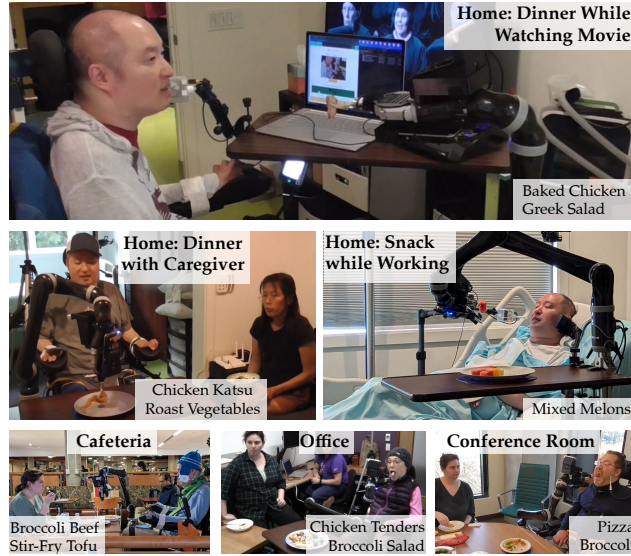 Home: Dinner While
Watching Movie
Baked Chicken
Greek Salad
Home: Dinner
with Caregiver
Chicken Katsu
Roast Vegetables
Home: Snack
while Working
Mixed Melons
Cafeteria
Broccoli Beef
Stir-Fry Tofu
Office
Chicken Tenders
Broccoli Salad
Conference Room
Pizza
Broccol